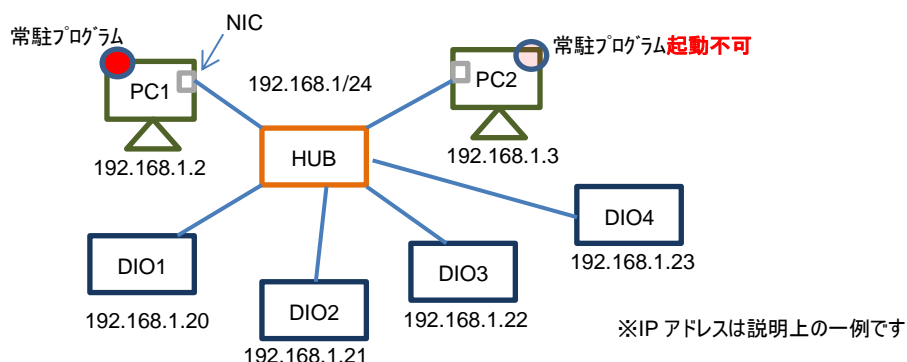 NIC
常駐プログラム
常駐プログラム起動不可
PC1
192.168.1/24
PC2
HUB
192.168.1.2
192.168.1.3
DIO4
DIO1
DIO3
192.168.1.23
DIO2
192.168.1.20
192.168.1.22
※IP アドレスは説明上の一例です
192.168.1.21